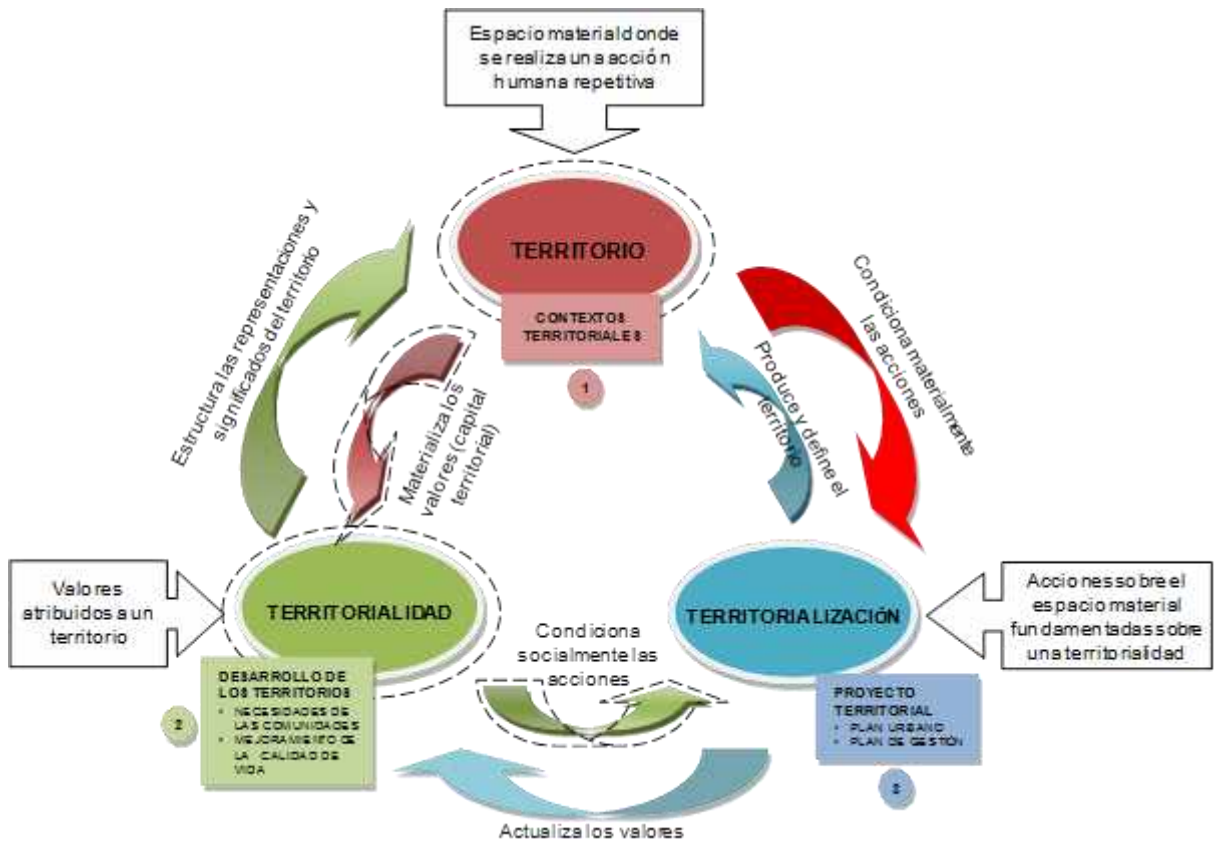 Espacio material donde
se realiza una acción
humana repetitiva
TERRITORIO
CONTEXTOS
TERRITORIALES
1
Estructura las representaciones y
significados del territorio
Materializa los
valores (capital
territorial)
Produce y define el
territorio
Condiciona materialmente
las acciones
Valores
atribuidos a un
territorio
TERRITORIALIDAD
DESARROLLO DE
LOS TERRITORIOS
• NECESIDADES DE
LAS COMUNIDADES
• MEJORAMIENTO DE
LA CALIDAD DE
VIDA
2
Condiciona
socialmente las
acciones
Actualiza los valores
TERRITORIALIZACIÓN
Acciones sobre el
espacio material
fundamentadas sobre
una territorialidad
PROYECTO
TERRITORIAL
• PLAN URBANO
• PLAN DE GESTIÓN
3